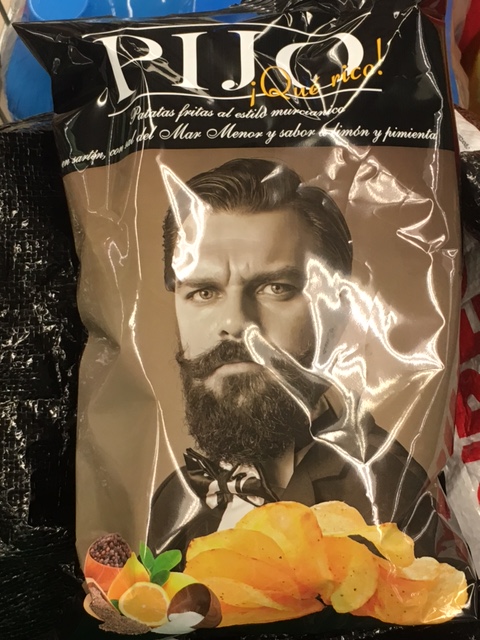 PIJO
¡Qué rico!
Patatas fritas al estilo murciano
en sartén, con sal del Mar Menor y sabor a limón y pimienta